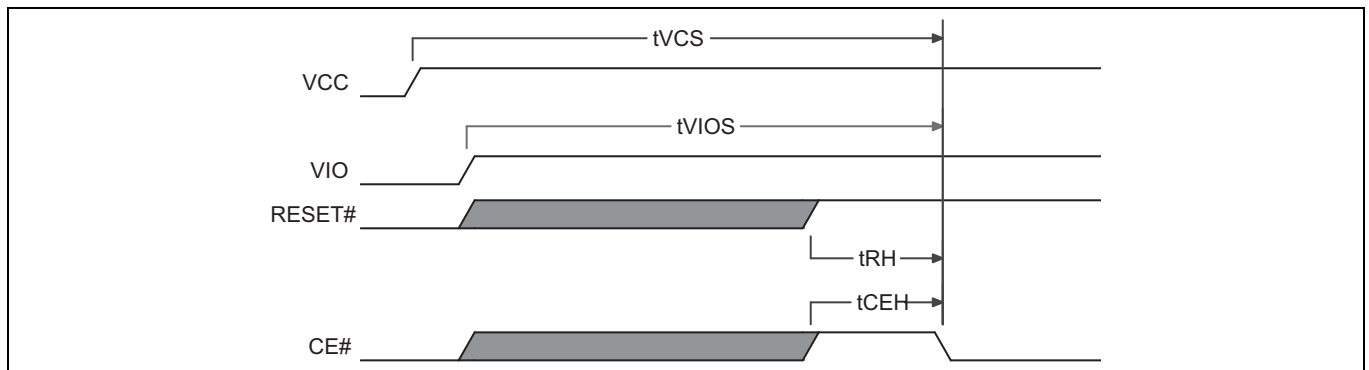 tVCS
VCC
tVIOS
VIO
RESET#
tRH
tCEH
CE#